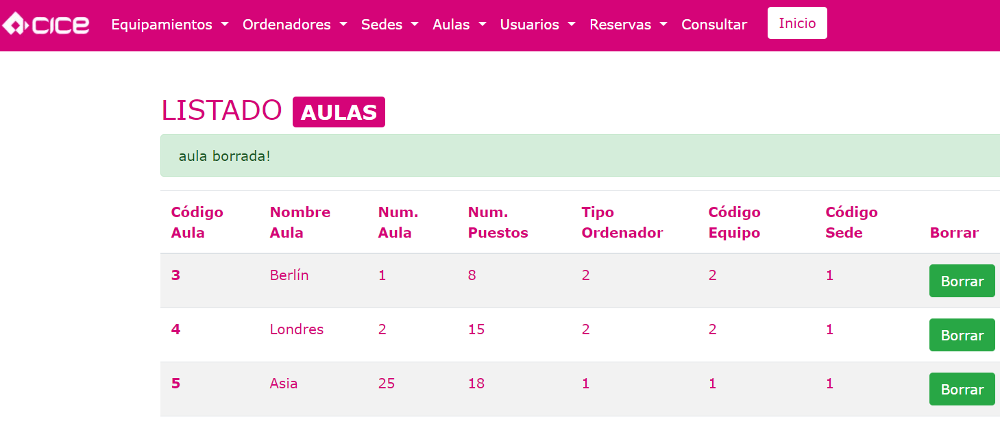 CICE Equipamientos Ordenadores Sedes Aulas Usuarios Reservas Consultar Inicio
LISTADO AULAS
aula borrada!
Código Aula Nombre Aula Num. Aula Num. Puestos Tipo Ordenador Código Equipo Código Sede Borrar
3 Berlín 1 8 2 2 1 Borrar
4 Londres 2 15 2 2 1 Borrar
5 Asia 25 18 1 1 1 Borrar